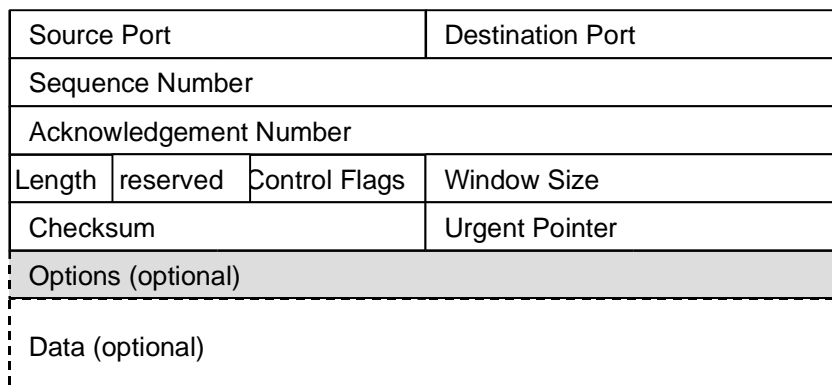 Source Port Destination Port
Sequence Number
Acknowledgement Number
Length reserved Control Flags Window Size
Checksum Urgent Pointer
Options (optional)
Data (optional)